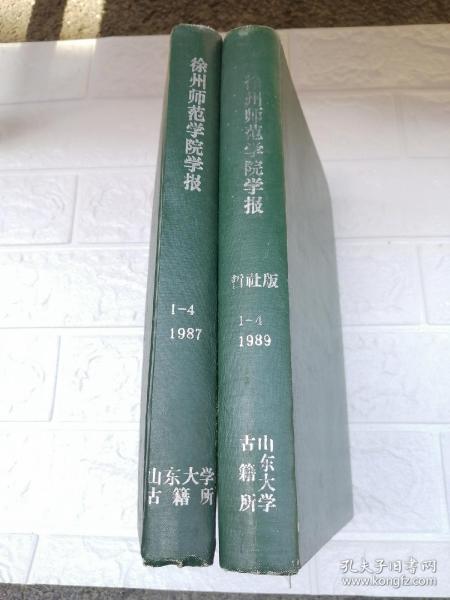 徐州师范学院学报
1-4
1987
山东大学
古籍所
徐州师范学院学报
哲社版
1-4
1989
山东大学
古籍所
孔夫子旧书网
www.kongfz.com